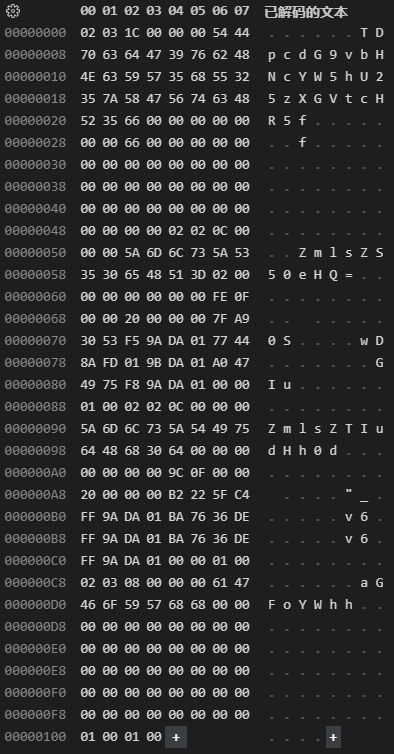 00 01 02 03 04 05 06 07 已解码的文本
00000000 02 03 1C 00 00 00 54 44 . . . . . . T D
00000008 70 63 64 47 39 76 62 48 p c d G 9 v b H
00000010 4E 63 59 57 35 68 55 32 N c Y W 5 h U 2
00000018 35 7A 58 47 56 74 63 48 5 z X G V t c H
00000020 52 35 66 00 00 00 00 00 R 5 f . . . . .
00000028 00 00 66 00 00 00 00 00 . . f . . . . .
00000030 00 00 00 00 00 00 00 00 . . . . . . . .
00000038 00 00 00 00 00 00 00 00 . . . . . . . .
00000040 00 00 00 00 00 00 00 00 . . . . . . . .
00000048 00 00 00 00 02 02 0C 00 . . . . . . . .
00000050 00 00 5A 6D 6C 73 5A 53 . . Z m l s Z S
00000058 35 30 65 48 51 3D 02 00 5 0 e H Q = . .
00000060 00 00 00 00 00 00 FE 0F . . . . . . . .
00000068 00 00 20 00 00 00 7F A9 . .   . . . . .
00000070 30 53 F5 9A DA 01 77 44 0 S . . . . w D
00000078 8A FD 01 9B DA 01 A0 47 . . . . . . . G
00000080 49 75 F8 9A DA 01 00 00 I u . . . . . .
00000088 01 00 02 02 0C 00 00 00 . . . . . . . .
00000090 5A 6D 6C 73 5A 54 49 75 Z m l s Z T I u
00000098 64 48 68 30 64 00 00 00 d H h 0 d . . .
000000A0 00 00 00 00 9C 0F 00 00 . . . . . . . .
000000A8 20 00 00 00 B2 22 5F C4   . . . . " _ .
000000B0 FF 9A DA 01 BA 76 36 DE . . . . . v 6 .
000000B8 FF 9A DA 01 BA 76 36 DE . . . . . v 6 .
000000C0 FF 9A DA 01 00 00 01 00 . . . . . . . .
000000C8 02 03 08 00 00 00 61 47 . . . . . . a G
000000D0 46 6F 59 57 68 68 00 00 F o Y W h h . .
000000D8 00 00 00 00 00 00 00 00 . . . . . . . .
000000E0 00 00 00 00 00 00 00 00 . . . . . . . .
000000E8 00 00 00 00 00 00 00 00 . . . . . . . .
000000F0 00 00 00 00 00 00 00 00 . . . . . . . .
000000F8 00 00 00 00 00 00 00 00 . . . . . . . .
00000100 01 00 01 00 + . . . . +